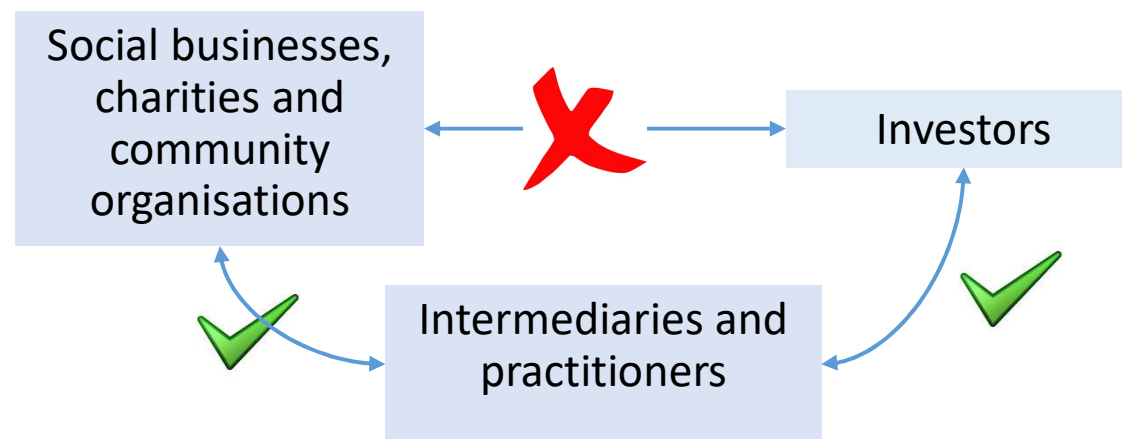 Social businesses,
charities and
community
organisations
Investors
Intermediaries and
practitioners